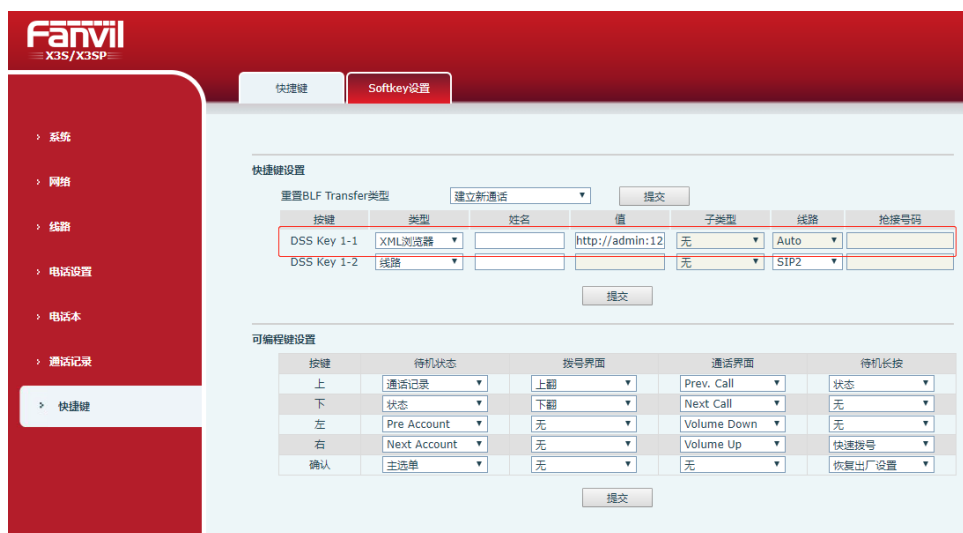 Fanvil
X3S/X3SP
快捷键 Softkey设置
系统
网络
线路
电话设置
电话本
通话记录
快捷键
快捷键设置
重置BLF Transfer类型 建立新通话 提交
按键 类型 姓名 值 子类型 线路 抢接号码
DSS Key 1-1 XML浏览器 http://admin:12 无 Auto
DSS Key 1-2 线路 无 SIP2
提交
可编程键设置
按键 待机状态 拨号界面 通话界面 待机长按
上 通话记录 上翻 Prev. Call 状态
下 状态 下翻 Next Call 无
左 Pre Account 无 Volume Down 无
右 Next Account 无 Volume Up 快速拨号
确认 主选单 无 无 恢复出厂设置
提交